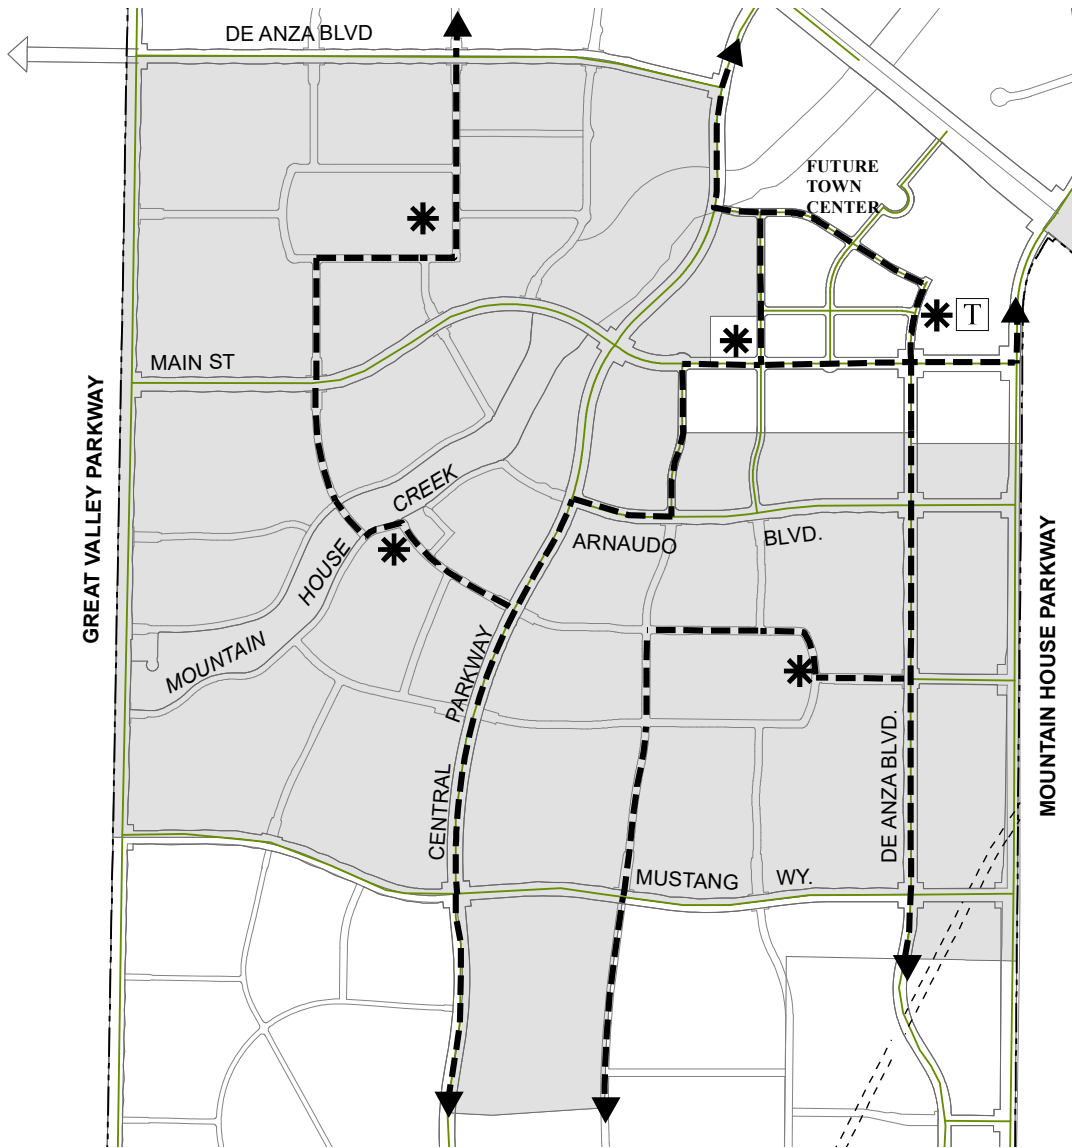 DE ANZA BLVD
FUTURE
TOWN
CENTER
T
MAIN ST
GREAT VALLEY PARKWAY
CREEK
HOUSE
MOUNTAIN
ARNAUDO BLVD.
MOUNTAIN HOUSE PARKWAY
CENTRAL PARKWAY
DE ANZA BLVD.
MUSTANG WY.